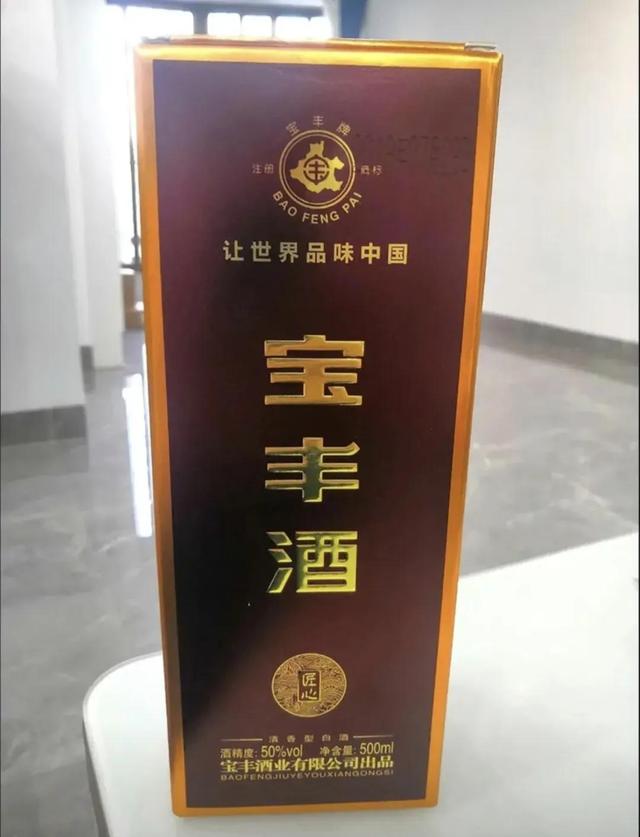 宝丰牌
注册 商标
BAO FENG PAI
让世界品味中国
宝
丰
酒
匠心
清香型白酒
酒精度: 50%vol 净含量: 500ml
宝丰酒业有限公司出品
BAOFENGJIUYEYOUXIANGONGSI